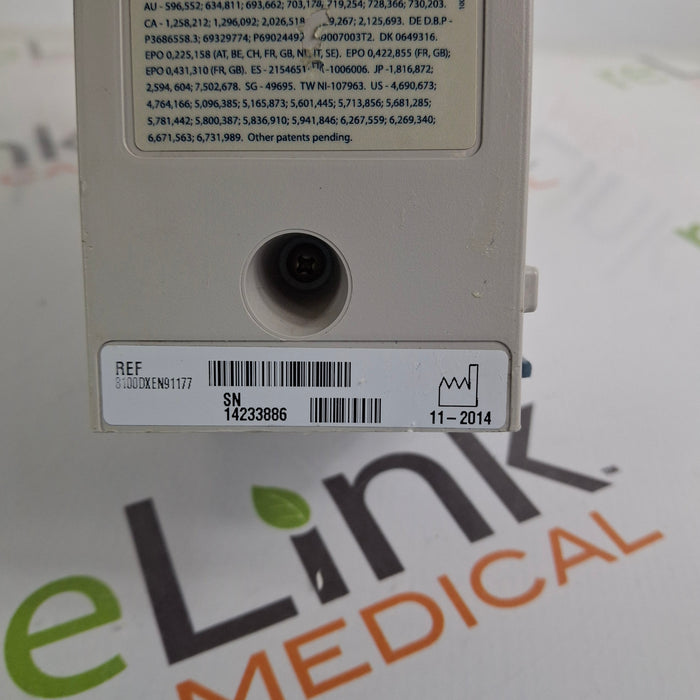 AU - 596,552; 634,811; 693,662; 703,178; 719,254; 728,366; 730,203.
CA - 1,258,212; 1,296,092; 2,026,518 9,267; 2,125,693. DE D.B.P -
P3686558.3; 69329774; P6902449 9007003T2. DK 0649316.
EPO 0,225,158 (AT, BE, CH, FR, GB, NL, IT, SE). EPO 0,422,855 (FR, GB);
EPO 0,431,310 (FR, GB). ES - 2154651 -1006006. JP -1,816,872;
2,594, 604; 7,502,678. SG - 49695. TW NI-107963. US - 4,690,673;
4,764,166; 5,096,385; 5,165,873; 5,601,445; 5,713,856; 5,681,285;
5,781,442; 5,800,387; 5,836,910; 5,941,846; 6,267,559; 6,269,340;
6,671,563; 6,731,989. Other patents pending.
REF
8100DXEN91177
SN
14233886
11-2014
eLink
MEDICAL